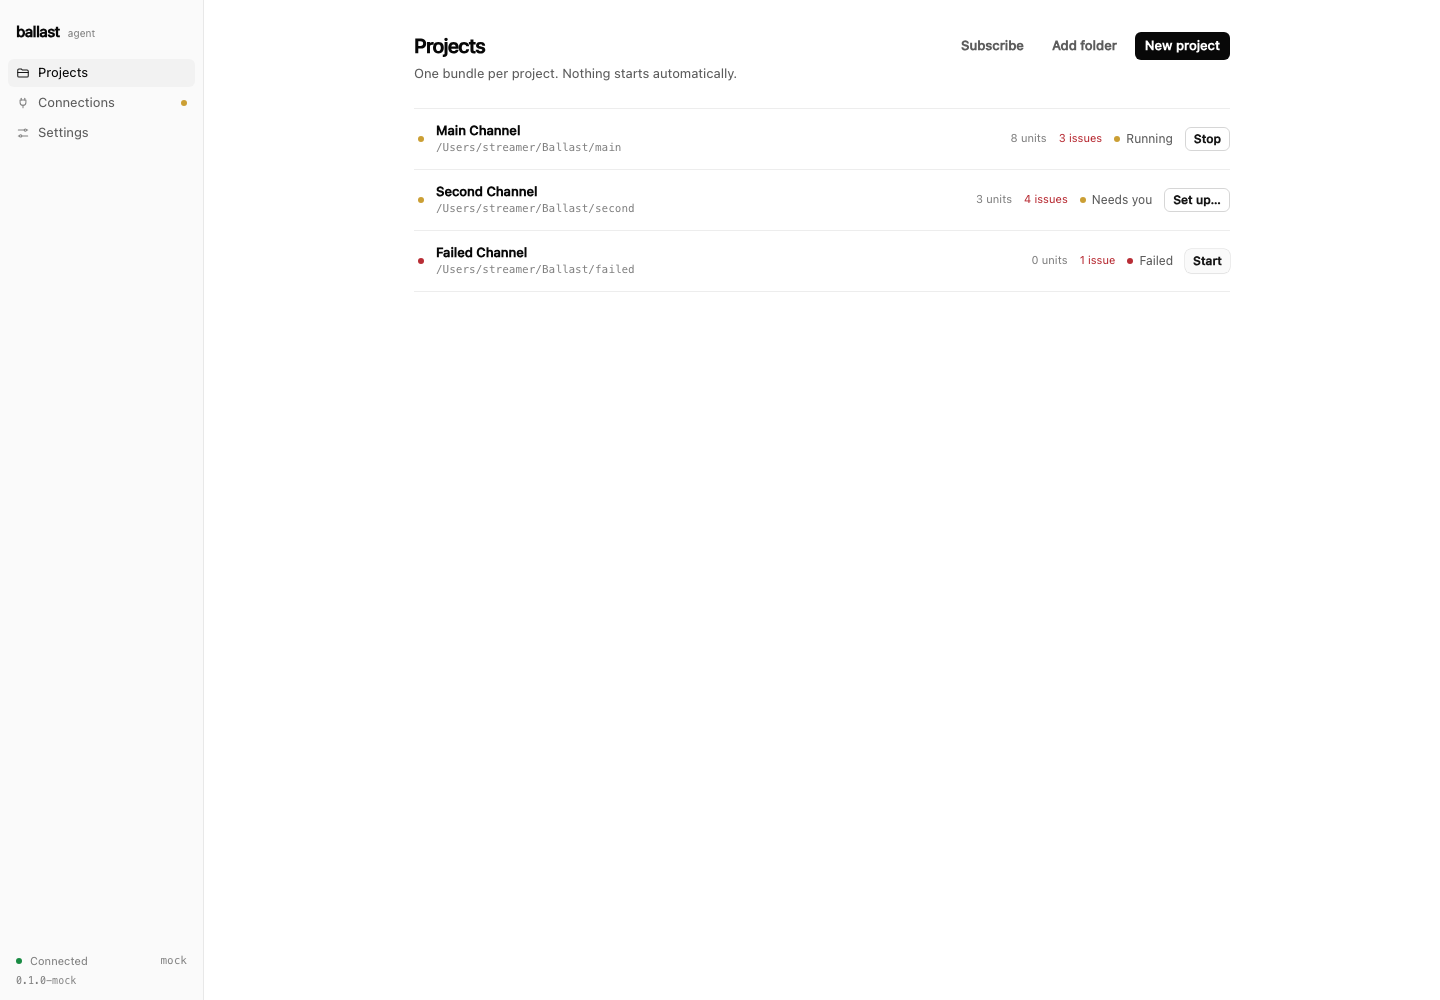 ballast agent
Projects
Connections
Settings
Projects
Subscribe
Add folder
New project
One bundle per project. Nothing starts automatically.
Main Channel
/Users/streamer/Ballast/main
8 units
3 issues
Running
Stop
Second Channel
/Users/streamer/Ballast/second
3 units
4 issues
Needs you
Set up...
Failed Channel
/Users/streamer/Ballast/failed
0 units
1 issue
Failed
Start
Connected
mock
0.1.0-mock